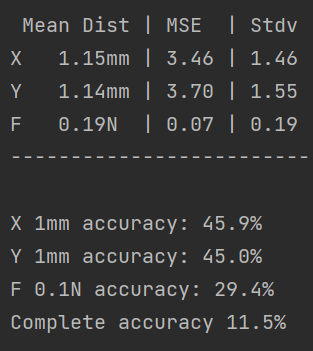 Mean Dist | MSE | Stdv
X 1.15mm | 3.46 | 1.46
Y 1.14mm | 3.70 | 1.55
F 0.19N | 0.07 | 0.19
-------------------------
X 1mm accuracy: 45.9%
Y 1mm accuracy: 45.0%
F 0.1N accuracy: 29.4%
Complete accuracy 11.5%